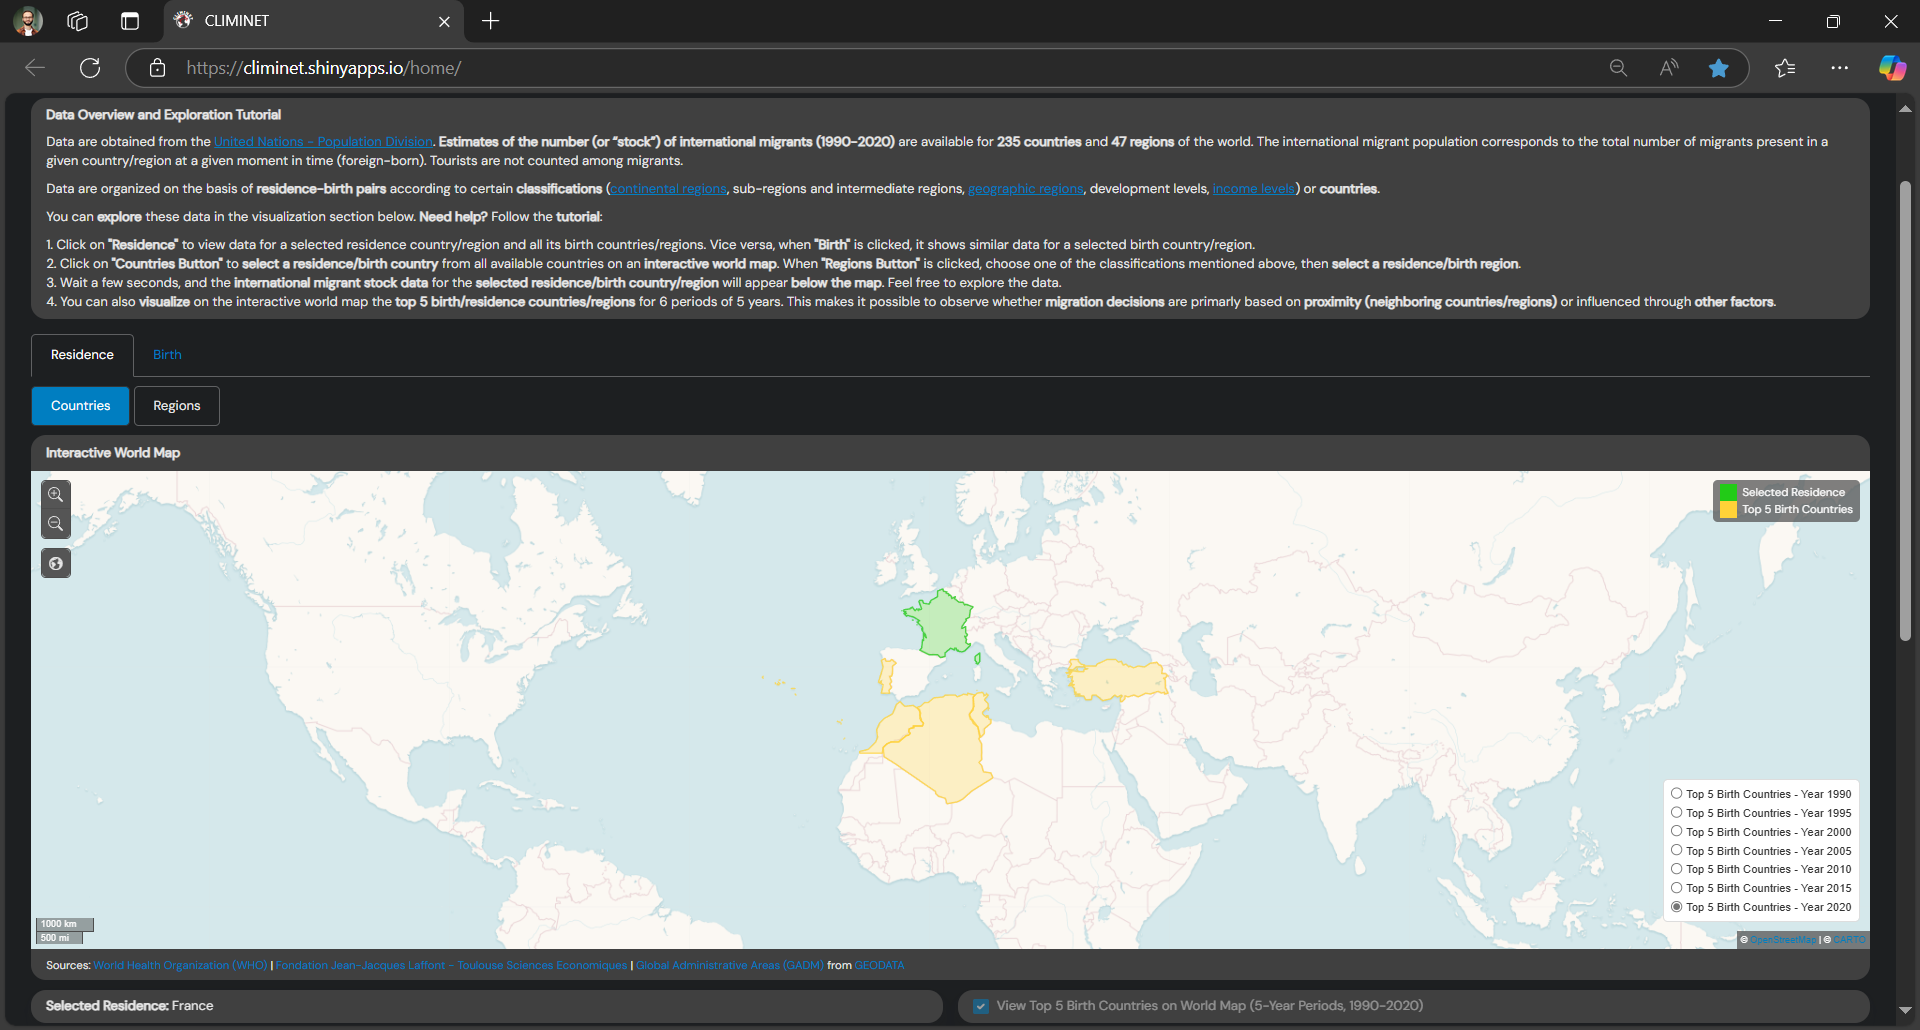 CLIMINET
https://climinet.shinyapps.io/home/
Data Overview and Exploration Tutorial
Data are obtained from the United Nations - Population Division. Estimates of the number (or “stock”) of international migrants (1990-2020) are available for 235 countries and 47 regions of the world. The international migrant population corresponds to the total number of migrants present in a
given country/region at a given moment in time (foreign-born). Tourists are not counted among migrants.
Data are organized on the basis of residence-birth pairs according to certain classifications (continental regions, sub-regions and intermediate regions, geographic regions, development levels, income levels) or countries.
You can explore these data in the visualization section below. Need help? Follow the tutorial:
1. Click on "Residence" to view data for a selected residence country/region and all its birth countries/regions. Vice versa, when "Birth" is clicked, it shows similar data for a selected birth country/region.
2. Click on "Countries Button" to select a residence/birth country from all available countries on an interactive world map. When "Regions Button" is clicked, choose one of the classifications mentioned above, then select a residence/birth region.
3. Wait a few seconds, and the international migrant stock data for the selected residence/birth country/region will appear below the map. Feel free to explore the data.
4. You can also visualize on the interactive world map the top 5 birth/residence countries/regions for 6 periods of 5 years. This makes it possible to observe whether migration decisions are primarly based on proximity (neighboring countries/regions) or influenced through other factors.
Residence
Birth
Countries
Regions
Interactive World Map
Selected Residence
Top 5 Birth Countries
Top 5 Birth Countries - Year 1990
Top 5 Birth Countries - Year 1995
Top 5 Birth Countries - Year 2000
Top 5 Birth Countries - Year 2005
Top 5 Birth Countries - Year 2010
Top 5 Birth Countries - Year 2015
Top 5 Birth Countries - Year 2020
1000 km
500 mi
© OpenStreetMap | © CARTO
Sources: World Health Organization (WHO) | Fondation Jean-Jacques Laffont - Toulouse Sciences Economiques | Global Administrative Areas (GADM) from GEODATA
Selected Residence: France
View Top 5 Birth Countries on World Map (5-Year Periods, 1990-2020)